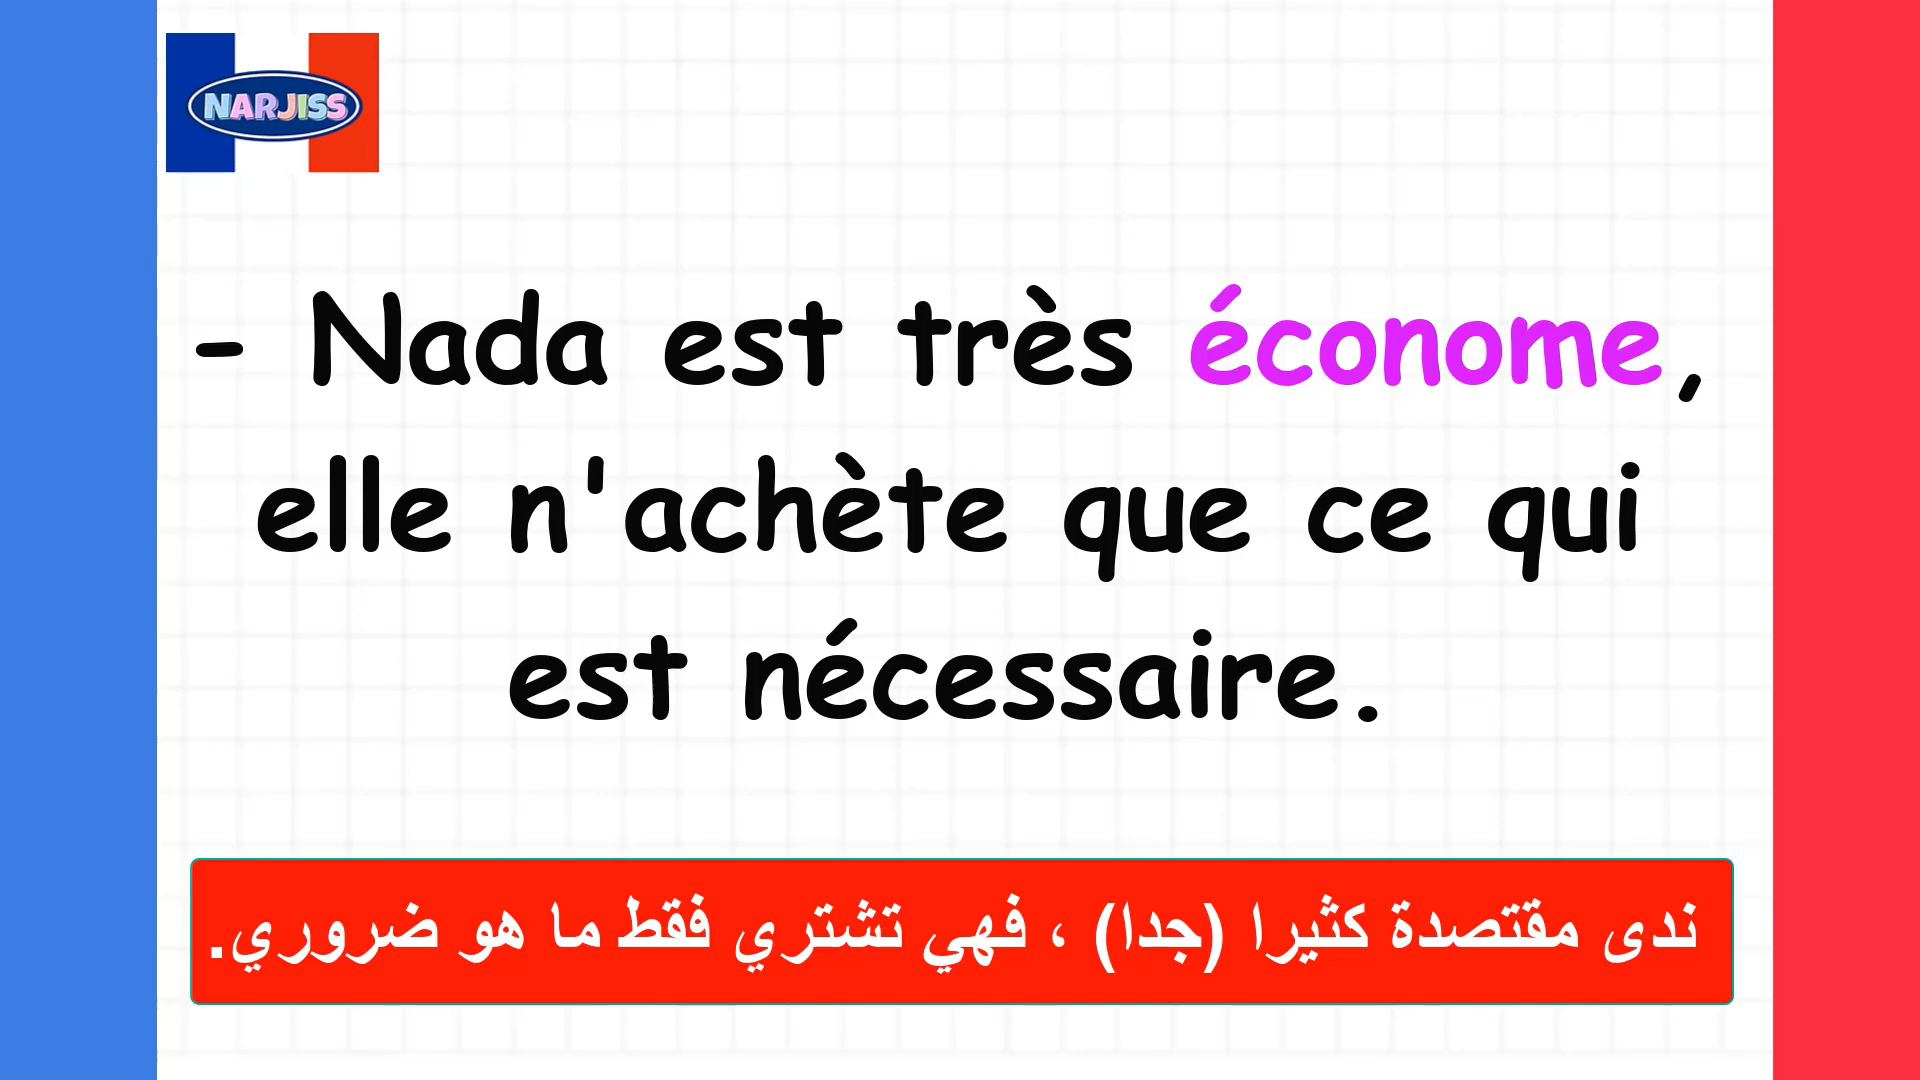 NARJISS
- Nada est très économe,
elle n'achète que ce qui
est nécessaire.
ندى مقتصدة كثيرا (جدا) ، فهي تشتري فقط ما هو ضروري.